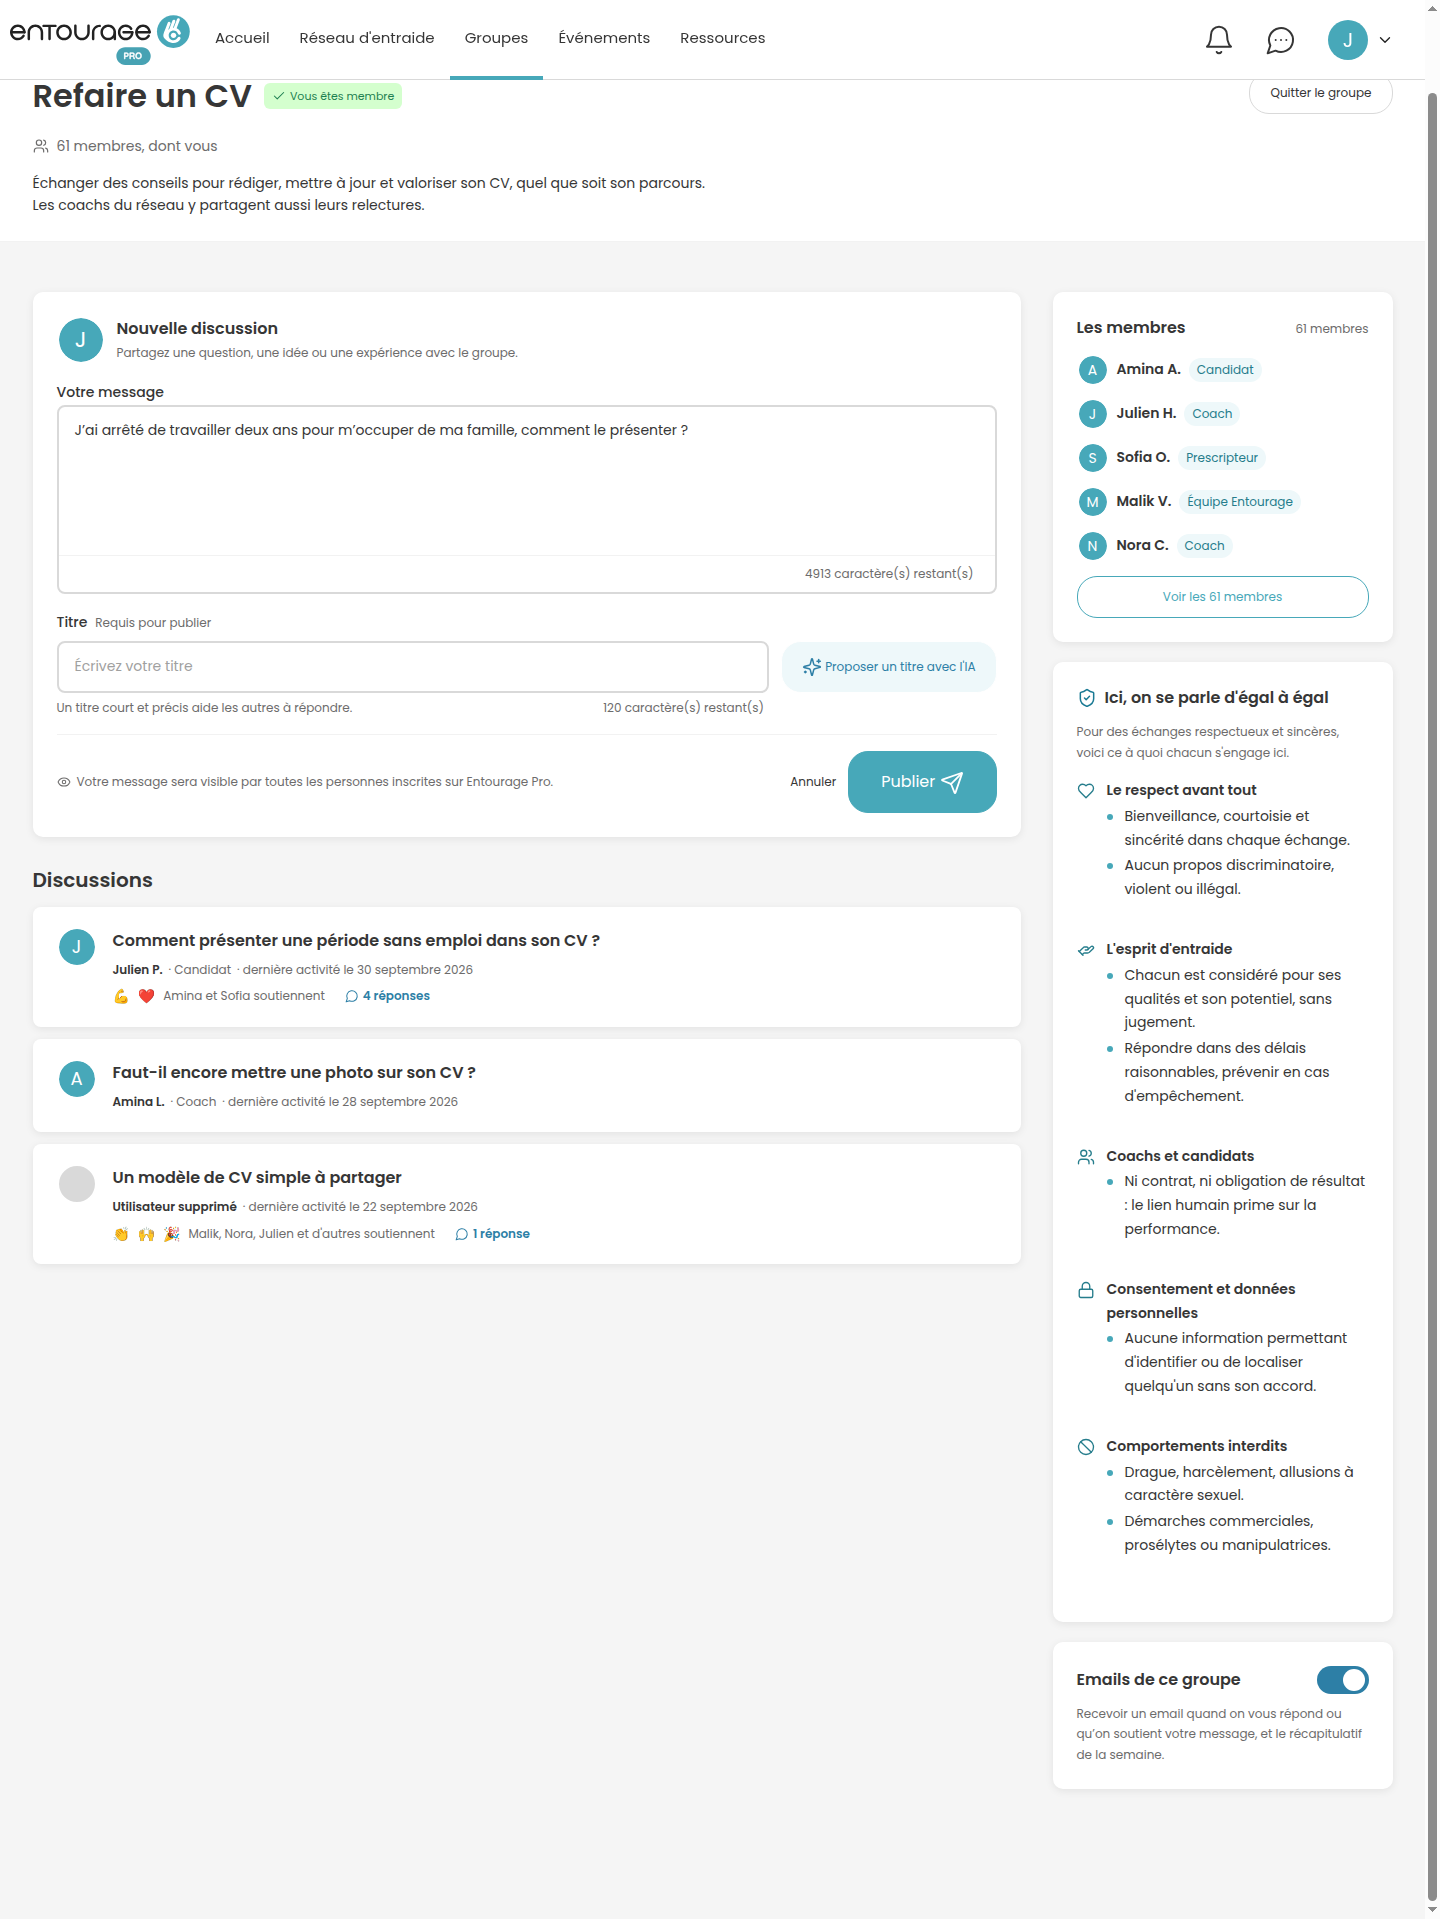 entourage
PRO
Accueil
Réseau d'entraide
Groupes
Événements
Ressources
J
Refaire un CV
Vous êtes membre
Quitter le groupe
61 membres, dont vous
Échanger des conseils pour rédiger, mettre à jour et valoriser son CV, quel que soit son parcours.
Les coachs du réseau y partagent aussi leurs relectures.
J
Nouvelle discussion
Partagez une question, une idée ou une expérience avec le groupe.
Votre message
J’ai arrêté de travailler deux ans pour m’occuper de ma famille, comment le présenter ?
4913 caractère(s) restant(s)
Titre Requis pour publier
Écrivez votre titre
Proposer un titre avec l'IA
Un titre court et précis aide les autres à répondre.
120 caractère(s) restant(s)
Votre message sera visible par toutes les personnes inscrites sur Entourage Pro.
Annuler
Publier
Discussions
J
Comment présenter une période sans emploi dans son CV ?
Julien P. · Candidat · dernière activité le 30 septembre 2026
💪 ❤️ Amina et Sofia soutiennent 4 réponses
A
Faut-il encore mettre une photo sur son CV ?
Amina L. · Coach · dernière activité le 28 septembre 2026
Un modèle de CV simple à partager
Utilisateur supprimé · dernière activité le 22 septembre 2026
👏 🙌 🎉 Malik, Nora, Julien et d'autres soutiennent 1 réponse
Les membres
61 membres
A Amina A. Candidat
J Julien H. Coach
S Sofia O. Prescripteur
M Malik V. Équipe Entourage
N Nora C. Coach
Voir les 61 membres
Ici, on se parle d'égal à égal
Pour des échanges respectueux et sincères,
voici ce à quoi chacun s'engage ici.
Le respect avant tout
Bienveillance, courtoisie et
sincérité dans chaque échange.
Aucun propos discriminatoire,
violent ou illégal.
L'esprit d'entraide
Chacun est considéré pour ses
qualités et son potentiel, sans
jugement.
Répondre dans des délais
raisonnables, prévenir en cas
d'empêchement.
Coachs et candidats
Ni contrat, ni obligation de résultat
: le lien humain prime sur la
performance.
Consentement et données
personnelles
Aucune information permettant
d'identifier ou de localiser
quelqu'un sans son accord.
Comportements interdits
Drague, harcèlement, allusions à
caractère sexuel.
Démarches commerciales,
prosélytes ou manipulatrices.
Emails de ce groupe
Recevoir un email quand on vous répond ou
qu’on soutient votre message, et le récapitulatif
de la semaine.